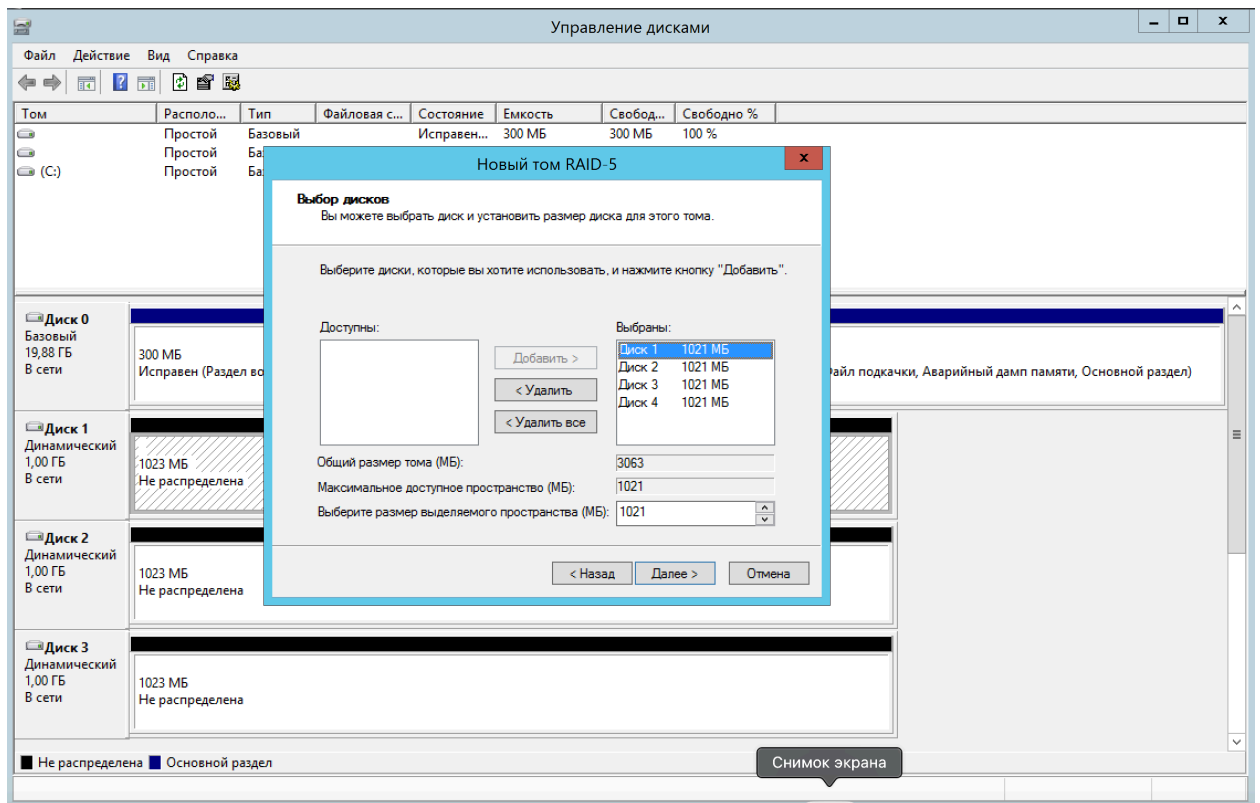 Управление дисками
Файл Действие Вид Справка
Том Располо... Тип Файловая с... Состояние Емкость Свобод... Свободно %
Простой Базовый Исправен... 300 МБ 300 МБ 100 %
Простой Ба
(C:) Простой Ба
Новый том RAID-5
Выбор дисков
Вы можете выбрать диск и установить размер диска для этого тома.
Выберите диски, которые вы хотите использовать, и нажмите кнопку "Добавить".
Доступны:
Выбраны:
Добавить >
< Удалить
< Удалить все
Диск 1 1021 МБ
Диск 2 1021 МБ
Диск 3 1021 МБ
Диск 4 1021 МБ
Общий размер тома (МБ): 3063
Максимальное доступное пространство (МБ): 1021
Выберите размер выделяемого пространства (МБ): 1021
< Назад Далее > Отмена
Диск 0
Базовый
19,88 ГБ
В сети
300 МБ
Исправен (Раздел во
айл подкачки, Аварийный дамп памяти, Основной раздел)
Диск 1
Динамический
1,00 ГБ
В сети
1023 МБ
Не распределена
Диск 2
Динамический
1,00 ГБ
В сети
1023 МБ
Не распределена
Диск 3
Динамический
1,00 ГБ
В сети
1023 МБ
Не распределена
Не распределена Основной раздел
Снимок экрана